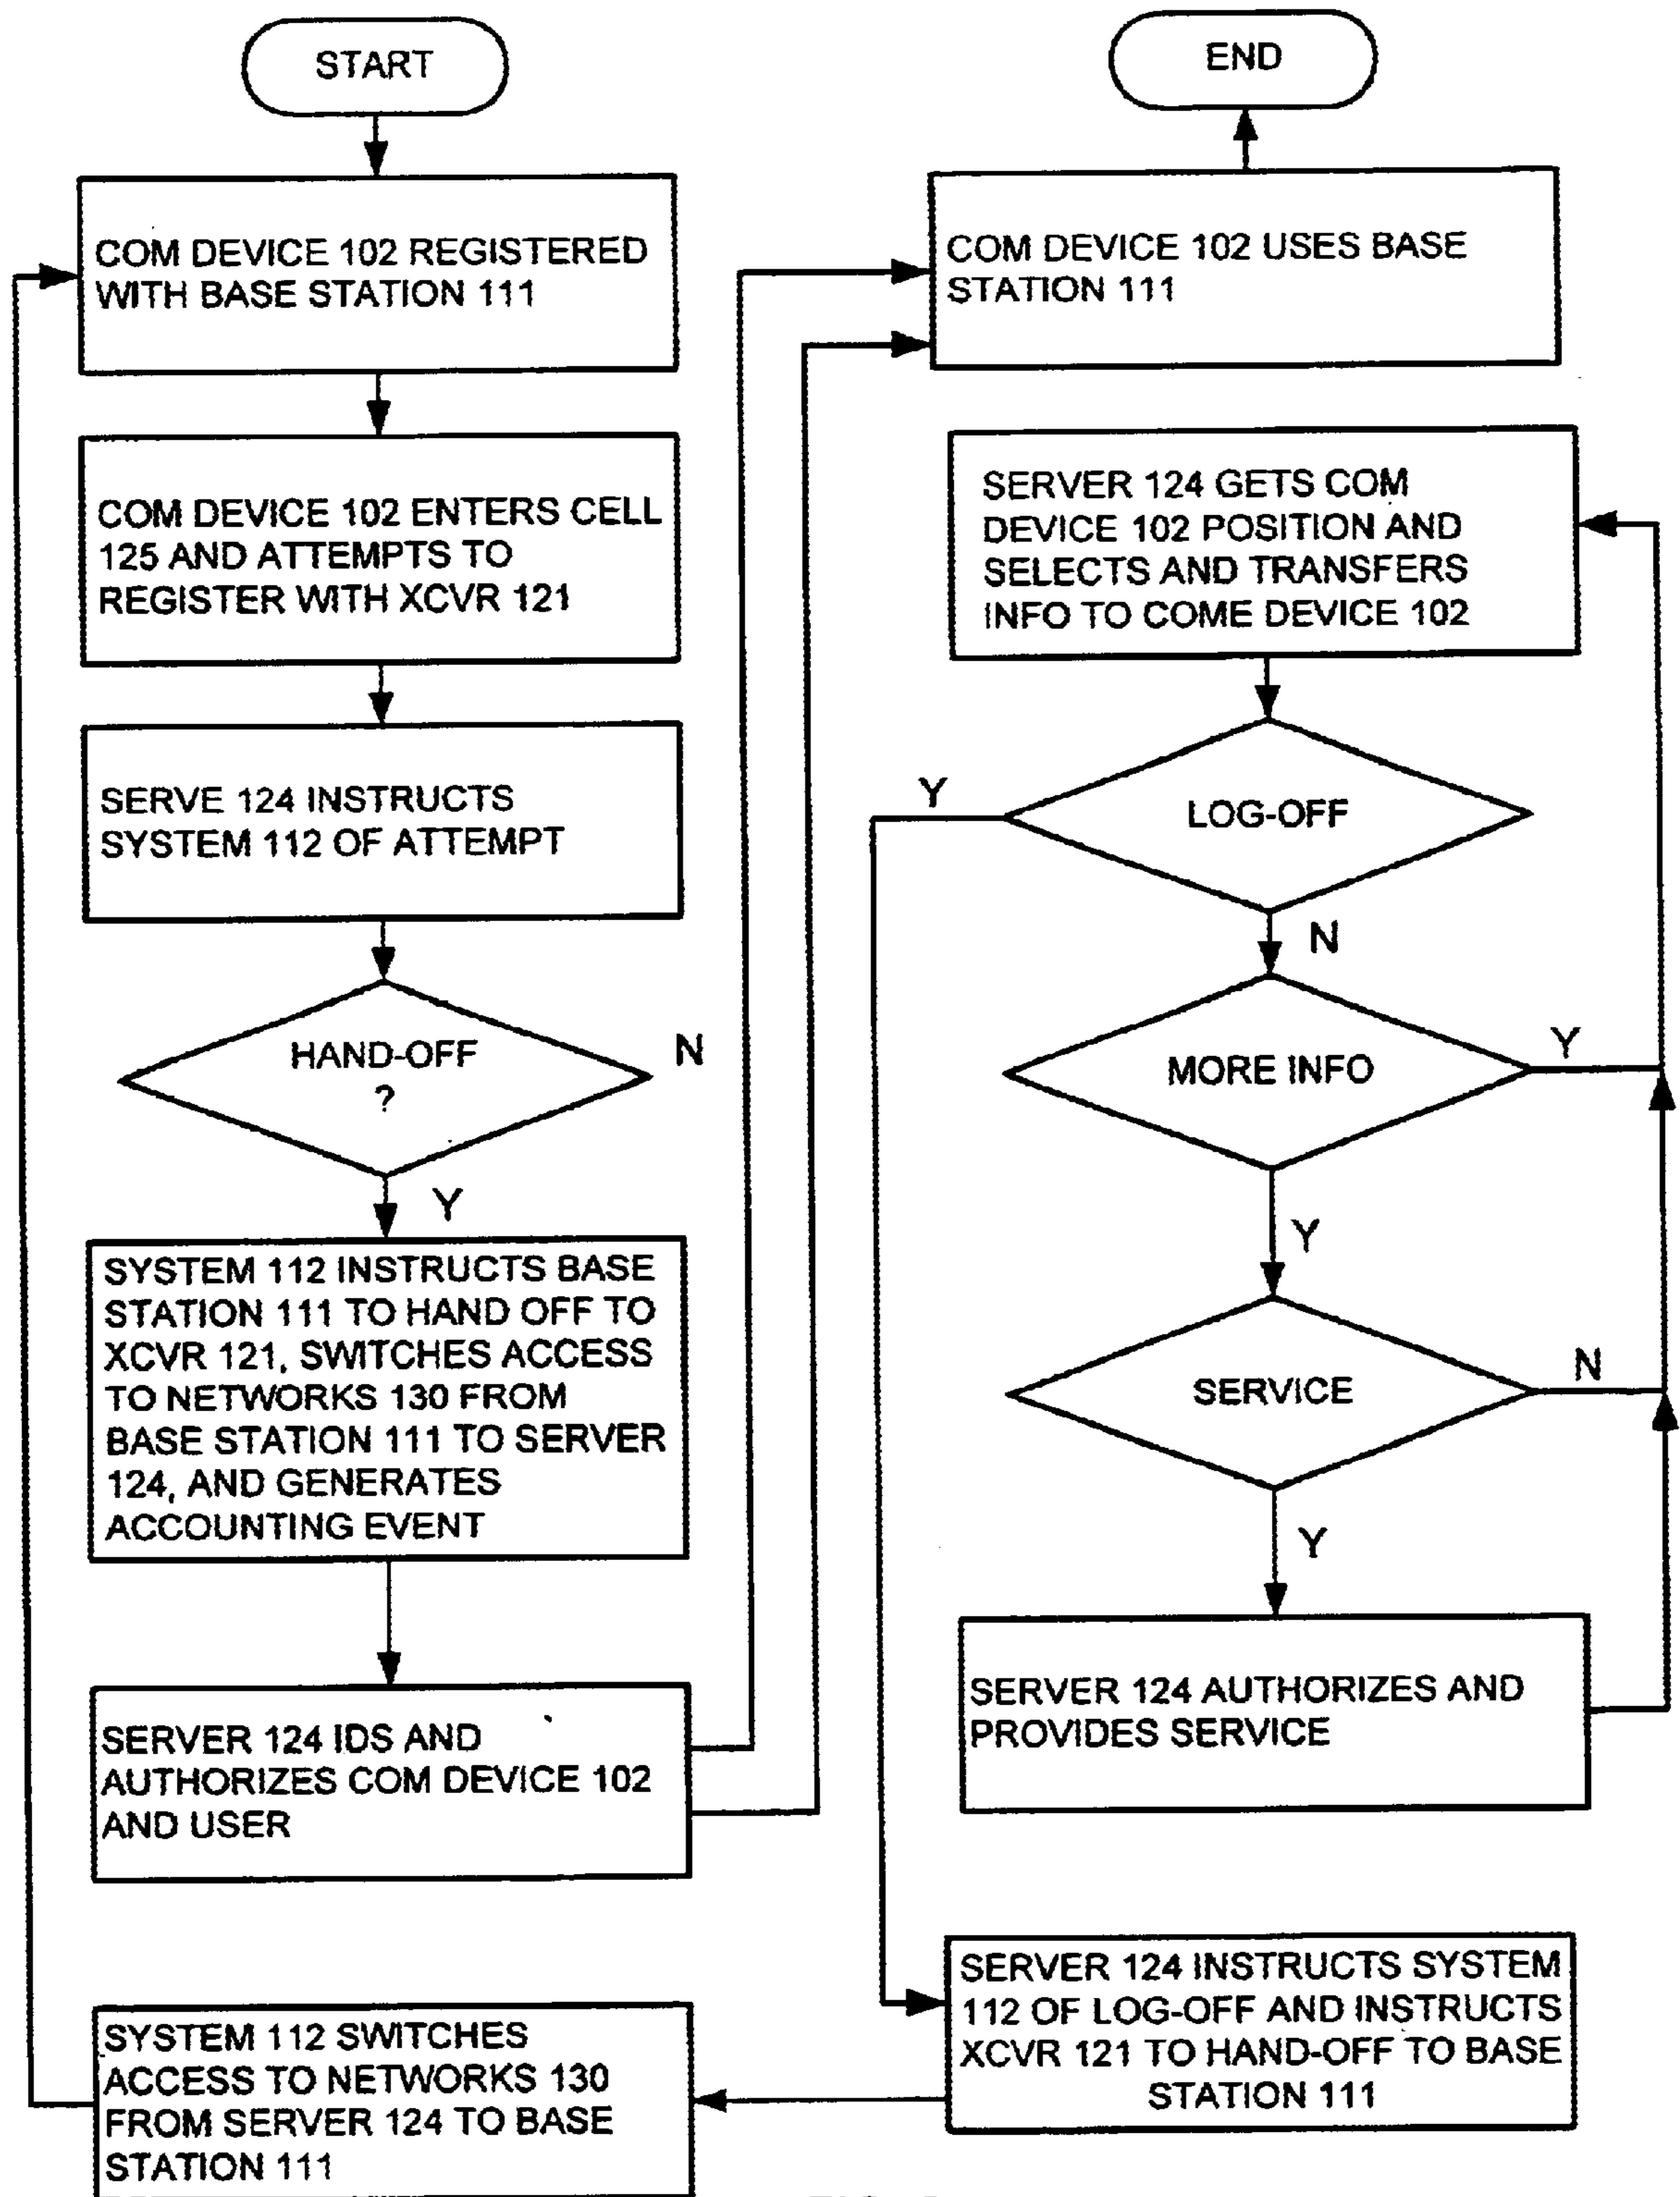 START
COM DEVICE 102 REGISTERED
WITH BASE STATION 111
COM DEVICE 102 ENTERS CELL
125 AND ATTEMPTS TO
REGISTER WITH XCVR 121
SERVE 124 INSTRUCTS
SYSTEM 112 OF ATTEMPT
HAND-OFF
?
N
Y
SYSTEM 112 INSTRUCTS BASE
STATION 111 TO HAND OFF TO
XCVR 121, SWITCHES ACCESS
TO NETWORKS 130 FROM
BASE STATION 111 TO SERVER
124, AND GENERATES
ACCOUNTING EVENT
SERVER 124 IDS AND
AUTHORIZES COM DEVICE 102
AND USER
SYSTEM 112 SWITCHES
ACCESS TO NETWORKS 130
FROM SERVER 124 TO BASE
STATION 111
END
COM DEVICE 102 USES BASE
STATION 111
SERVER 124 GETS COM
DEVICE 102 POSITION AND
SELECTS AND TRANSFERS
INFO TO COME DEVICE 102
Y
LOG-OFF
N
MORE INFO
Y
Y
SERVICE
N
Y
SERVER 124 AUTHORIZES AND
PROVIDES SERVICE
SERVER 124 INSTRUCTS SYSTEM
112 OF LOG-OFF AND INSTRUCTS
XCVR 121 TO HAND-OFF TO BASE
STATION 111